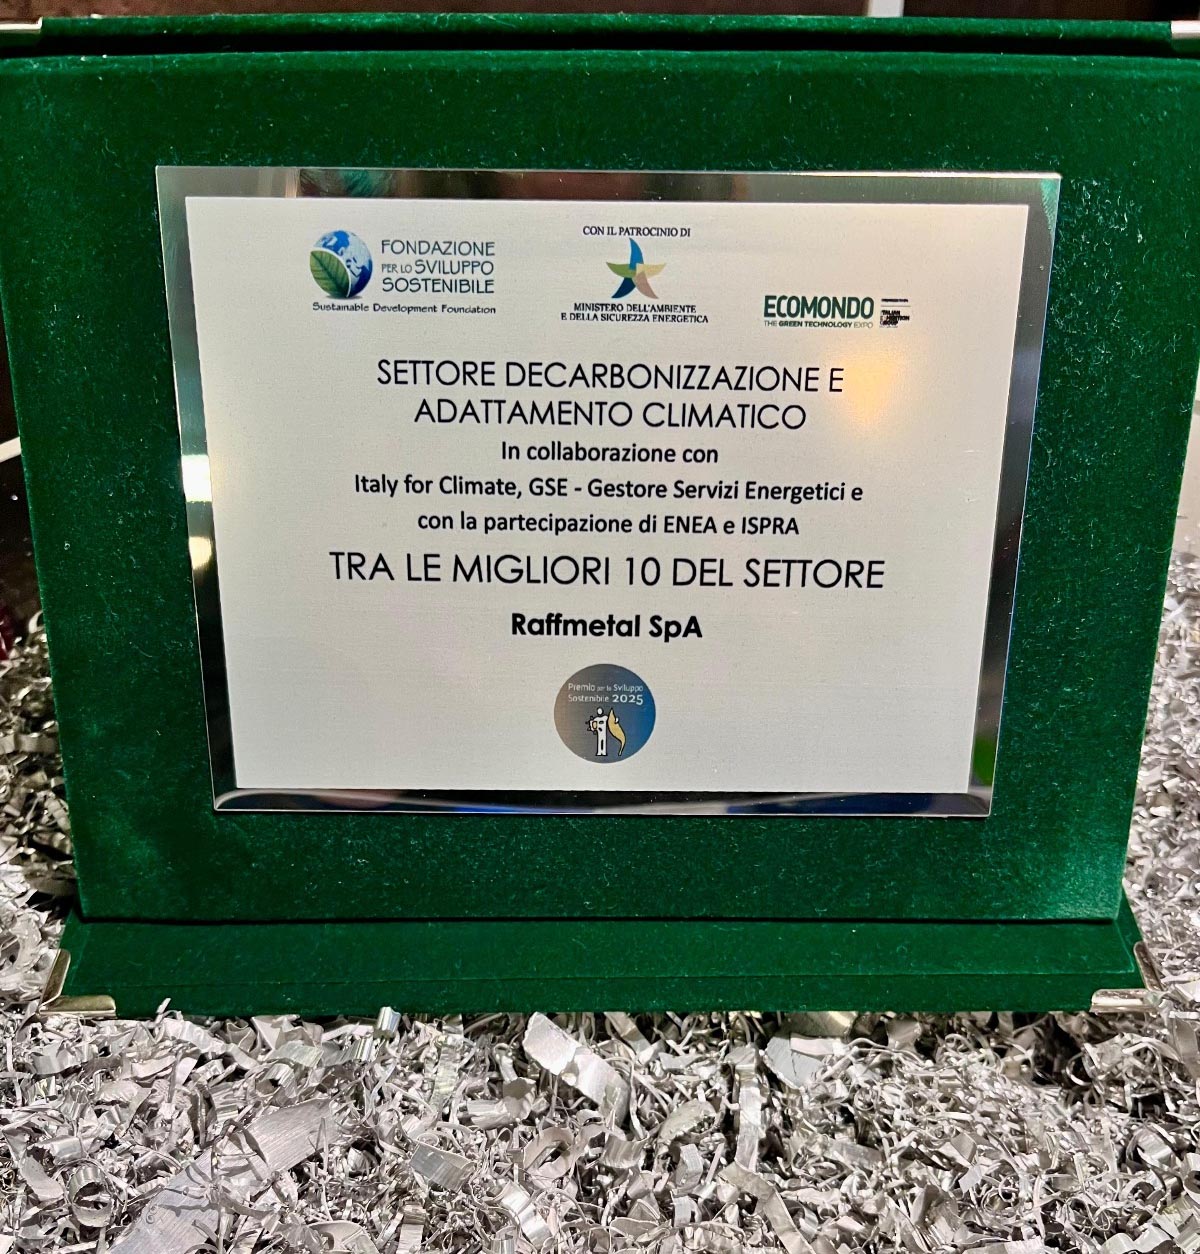 FONDAZIONE
PER LO SVILUPPO
SOSTENIBILE
Sustainable Development Foundation
CON IL PATROCINIO DI
MINISTERO DELL'AMBIENTE
E DELLA SICUREZZA ENERGETICA
ECOMONDO
THE GREEN TECHNOLOGY EXPO
SETTORE DECARBONIZZAZIONE E
ADATTAMENTO CLIMATICO
In collaborazione con
Italy for Climate, GSE - Gestore Servizi Energetici e
con la partecipazione di ENEA e ISPRA
TRA LE MIGLIORI 10 DEL SETTORE
Raffmetal SpA
Premio per lo Sviluppo
Sostenibile 2025